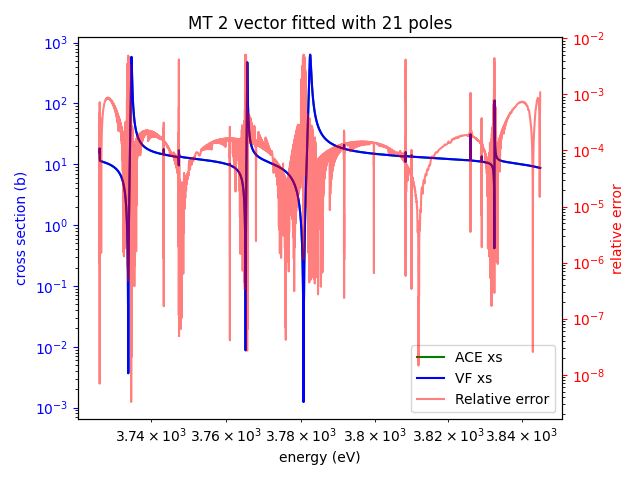 MT 2 vector fitted with 21 poles
cross section (b)
10³
10²
10¹
10⁰
10⁻¹
10⁻²
10⁻³
10⁻²
10⁻³
10⁻⁴
10⁻⁵
10⁻⁶
10⁻⁷
10⁻⁸
relative error
ACE xs
VF xs
Relative error
3.74 × 10³ 3.76 × 10³ 3.78 × 10³ 3.8 × 10³ 3.82 × 10³ 3.84 × 10³
energy (eV)